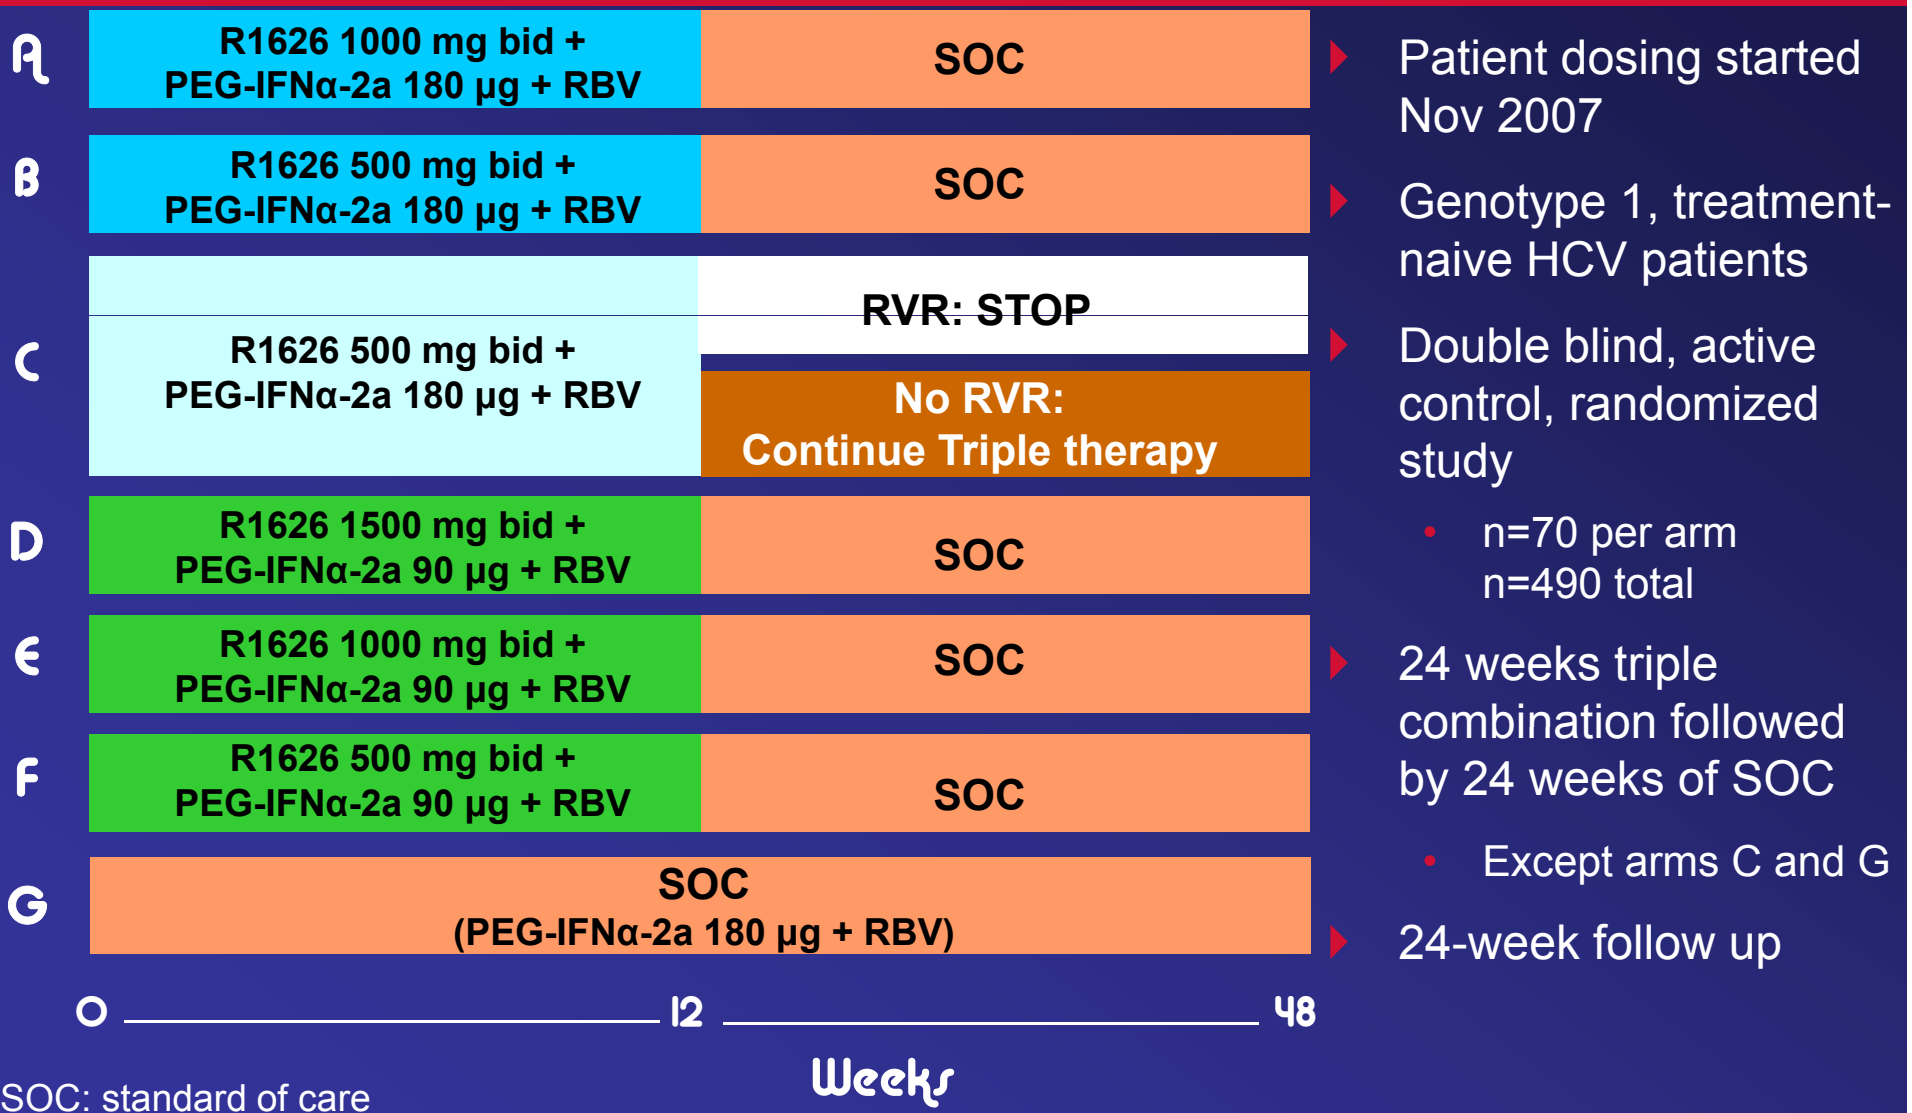 A
R1626 1000 mg bid +
PEG-IFNα-2a 180 µg + RBV
SOC
B
R1626 500 mg bid +
PEG-IFNα-2a 180 µg + RBV
SOC
C
R1626 500 mg bid +
PEG-IFNα-2a 180 µg + RBV
RVR: STOP
No RVR:
Continue Triple therapy
D
R1626 1500 mg bid +
PEG-IFNα-2a 90 µg + RBV
SOC
E
R1626 1000 mg bid +
PEG-IFNα-2a 90 µg + RBV
SOC
F
R1626 500 mg bid +
PEG-IFNα-2a 90 µg + RBV
SOC
G
SOC
(PEG-IFNα-2a 180 µg + RBV)
0 12 48
Weeks
SOC: standard of care
Patient dosing started
Nov 2007
Genotype 1, treatment-
naive HCV patients
Double blind, active
control, randomized
study
• n=70 per arm
n=490 total
24 weeks triple
combination followed
by 24 weeks of SOC
• Except arms C and G
24-week follow up